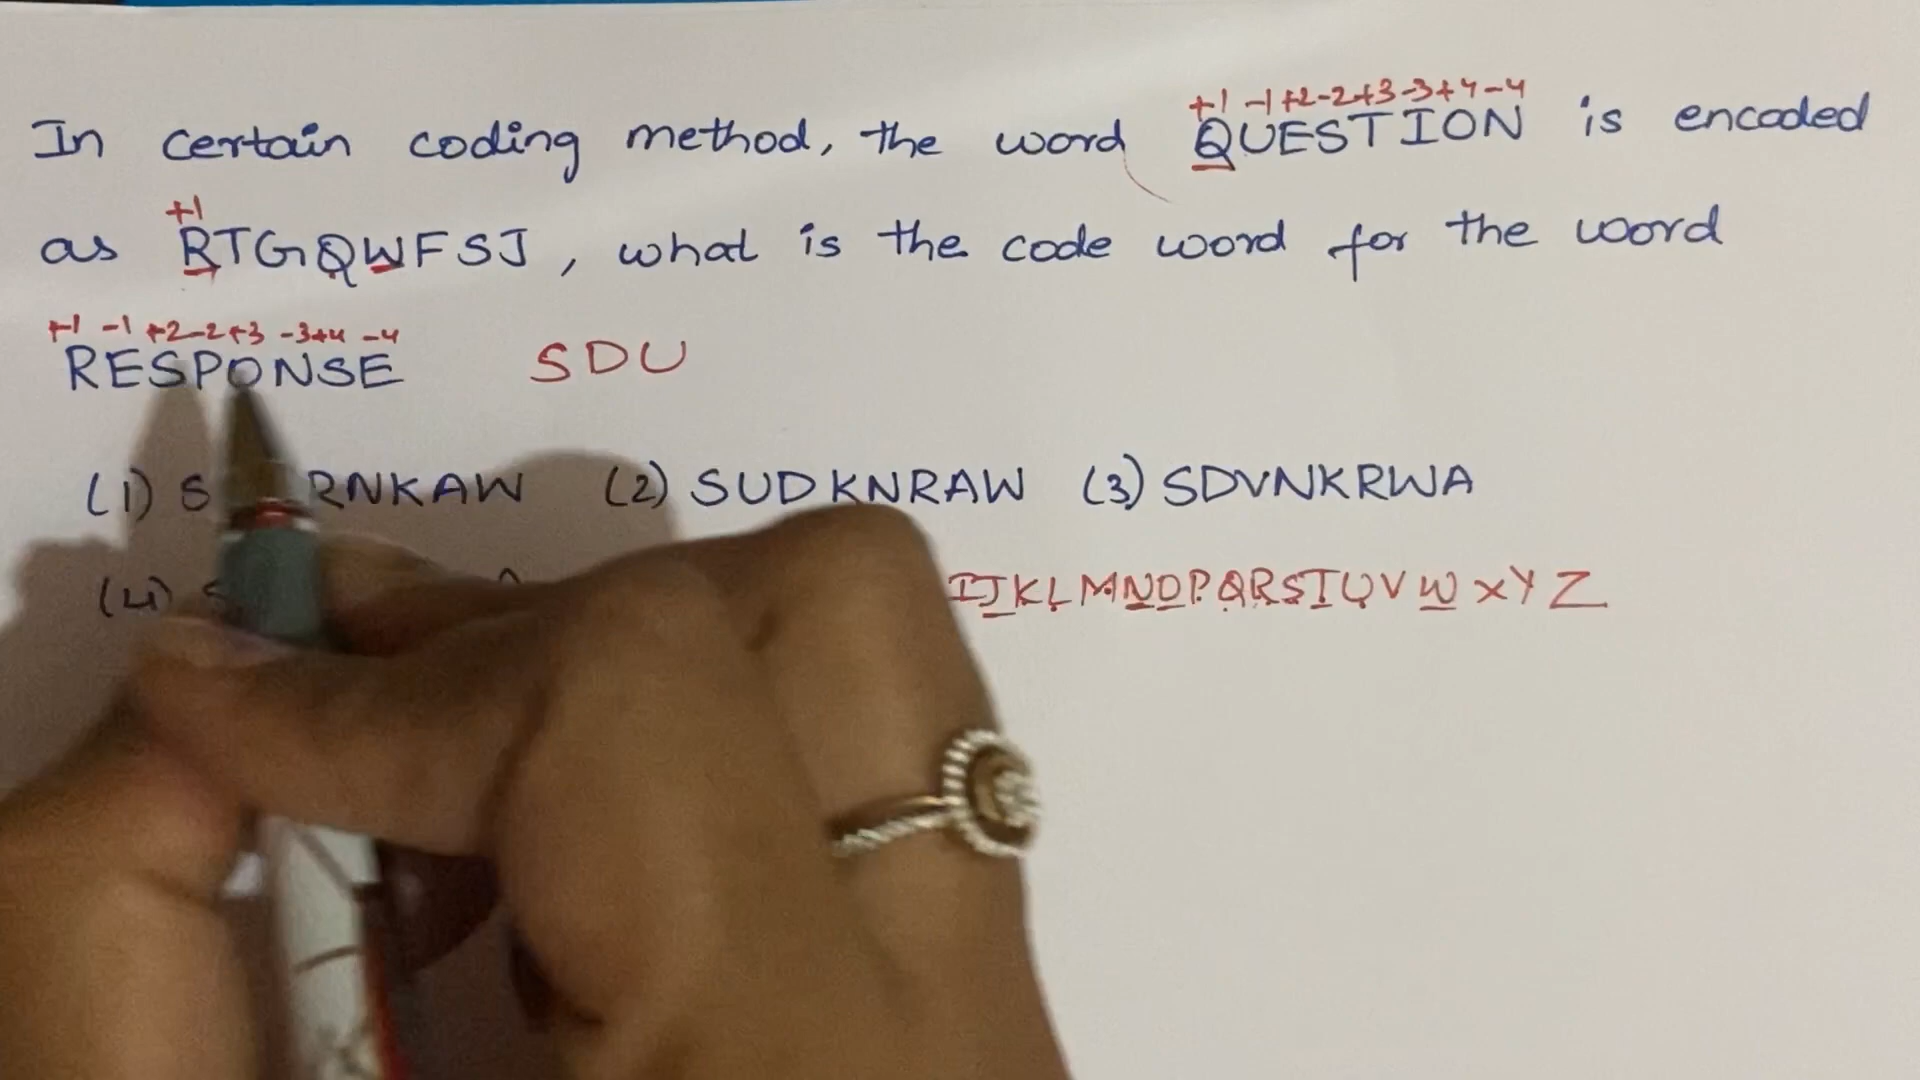 +1 -1 +2 -2 +3 -3 +4 -4
In certain coding method, the word QUESTION is encoded
+1
as RTGQWFSJ, what is the code word for the word
+1 -1 +2 -2 +3 -3 +4 -4
RESPONSE SDU
(1) S RNKAW (2) SUDKNRAW (3) SDVNKRWA
(4) S IJKLMNOPQRSTUVWXYZ